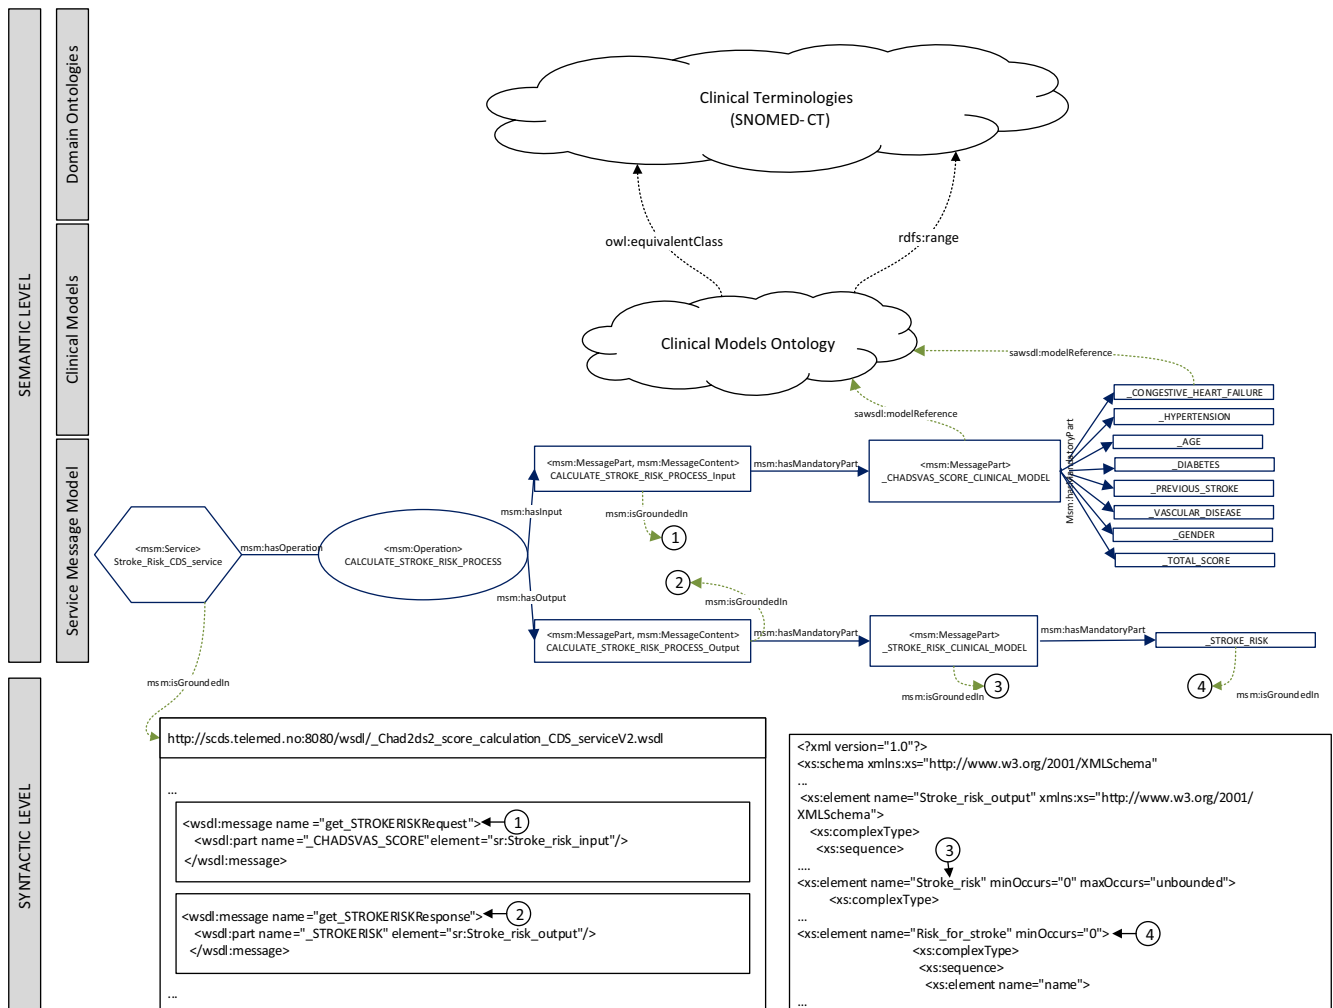 SEMANTIC LEVEL
Domain Ontologies
Clinical Models
Service Message Model
SYNTACTIC LEVEL
Clinical Terminologies
(SNOMED-CT)
owl:equivalentClass
rdfs:range
Clinical Models Ontology
sawsdl:modelReference
sawsdl:modelReference
<msm:Service>
Stroke_Risk_CDS_service
msm:hasOperation
<msm:Operation>
CALCULATE_STROKE_RISK_PROCESS
msm:hasInput
msm:hasOutput
<msm:MessagePart, msm:MessageContent>
CALCULATE_STROKE_RISK_PROCESS_Input
msm:hasMandatoryPart
<msm:MessagePart>
_CHADSVAS_SCORE_CLINICAL_MODEL
Msm:hasMandatoryPart
_CONGESTIVE_HEART_FAILURE
_HYPERTENSION
_AGE
_DIABETES
_PREVIOUS_STROKE
_VASCULAR_DISEASE
_GENDER
_TOTAL_SCORE
msm:isGroundedIn
1
2
msm:isGroundedIn
<msm:MessagePart, msm:MessageContent>
CALCULATE_STROKE_RISK_PROCESS_Output
msm:hasMandatoryPart
<msm:MessagePart>
_STROKE_RISK_CLINICAL_MODEL
msm:hasMandatoryPart
_STROKE_RISK
msm:isGroundedIn
3
4
msm:isGroundedIn
msm:isGroundedIn
http://scds.telemed.no:8080/wsdl/_Chad2ds2_score_calculation_CDS_serviceV2.wsdl
...
<wsdl:message name ="get_STROKERISKRequest"> 1
<wsdl:part name ="_CHADSVAS_SCORE"element="sr:Stroke_risk_input"/>
</wsdl:message>
<wsdl:message name ="get_STROKERISKResponse"> 2
<wsdl:part name ="_STROKERISK" element="sr:Stroke_risk_output"/>
</wsdl:message>
...
<?xml version="1.0"?>
<xs:schema xmlns:xs="http://www.w3.org/2001/XMLSchema"
...
<xs:element name="Stroke_risk_output" xmlns:xs="http://www.w3.org/2001/
XMLSchema">
<xs:complexType>
<xs:sequence>
3
....
<xs:element name="Stroke_risk" minOccurs="0" maxOccurs="unbounded">
<xs:complexType>
...
<xs:element name="Risk_for_stroke" minOccurs="0"> 4
<xs:complexType>
<xs:sequence>
<xs:element name="name">
...